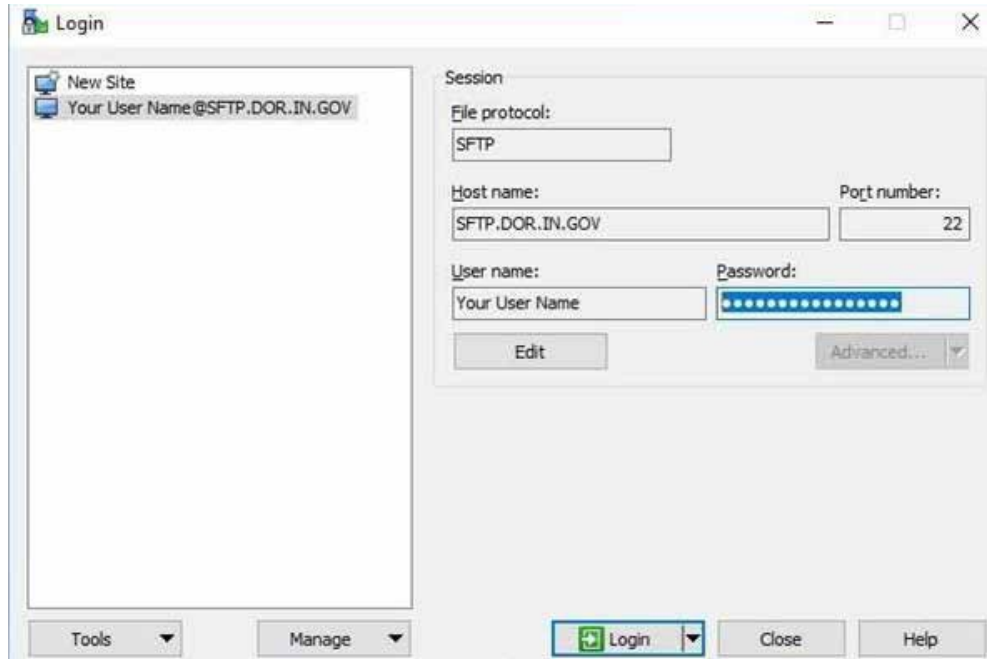 Login
New Site
Your User Name@SFTP.DOR.IN.GOV
Session
File protocol:
SFTP
Host name:
Port number:
SFTP.DOR.IN.GOV
22
User name:
Password:
Your User Name
Edit
Advanced...
Tools
Manage
Login
Close
Help